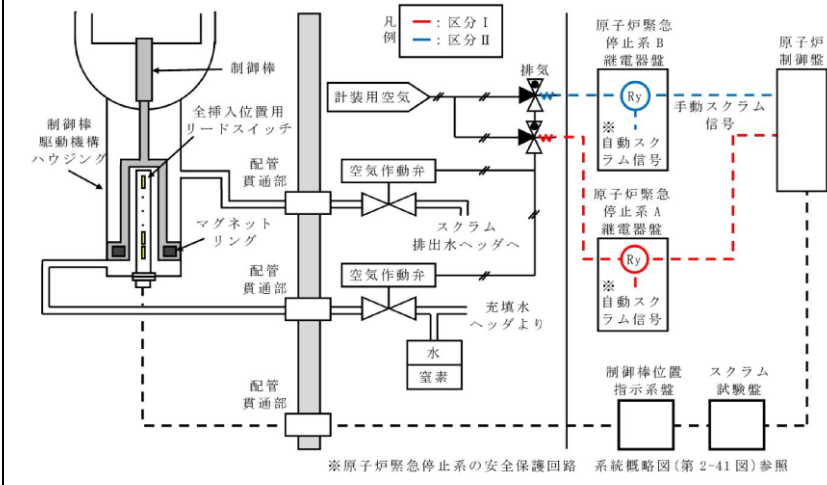 凡例
━:区分Ⅰ
━:区分Ⅱ
制御棒
全挿入位置用
リードスイッチ
制御棒
駆動機構
ハウジング
マグネット
リング
配管
貫通部
配管
貫通部
配管
貫通部
計装用空気
排気
空気作動弁
スクラム
排出水ヘッダへ
空気作動弁
充填水
ヘッダより
水
窒素
原子炉緊急
停止系B
継電器盤
Ry
※
自動スク
ラム信号
手動スクラム
信号
原子炉
制御盤
原子炉緊急
停止系A
継電器盤
Ry
※
自動スク
ラム信号
制御棒位置
指示系盤
スクラム
試験盤
※原子炉緊急停止系の安全保護回路 系統概略図(第2-41図)参照